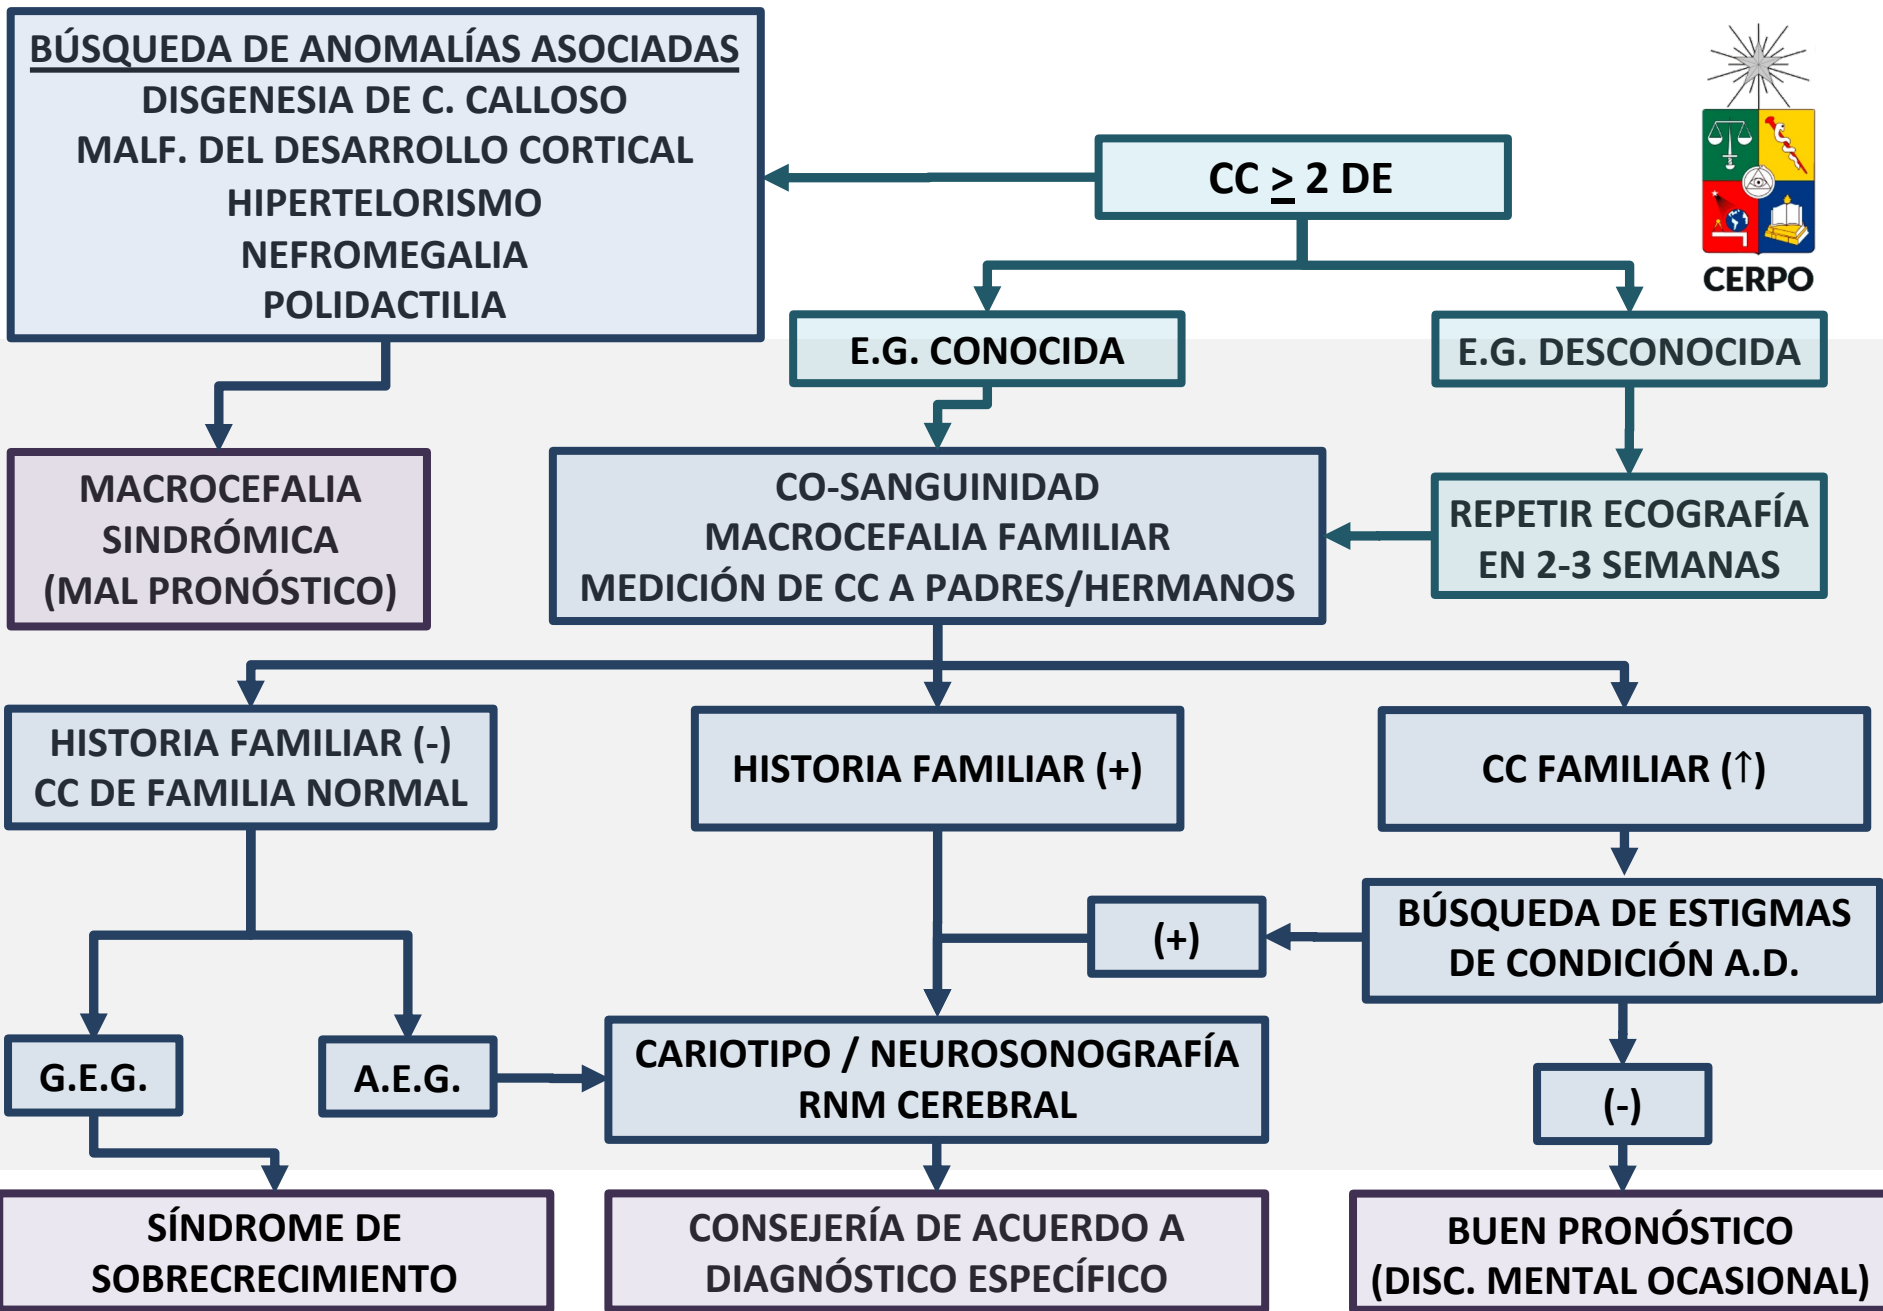 BÚSQUEDA DE ANOMALÍAS ASOCIADAS
DISGENESIA DE C. CALLOSO
MALF. DEL DESARROLLO CORTICAL
HIPERTELORISMO
NEFROMEGALIA
POLIDACTILIA
CC ≥ 2 DE
CERPO
E.G. CONOCIDA
E.G. DESCONOCIDA
MACROCEFALIA
SINDRÓMICA
(MAL PRONÓSTICO)
CO-SANGUINIDAD
MACROCEFALIA FAMILIAR
MEDICIÓN DE CC A PADRES/HERMANOS
REPETIR ECOGRAFÍA
EN 2-3 SEMANAS
HISTORIA FAMILIAR (-)
CC DE FAMILIA NORMAL
HISTORIA FAMILIAR (+)
CC FAMILIAR (↑)
(+)
BÚSQUEDA DE ESTIGMAS
DE CONDICIÓN A.D.
G.E.G.
A.E.G.
CARIOTIPO / NEUROSONOGRAFÍA
RNM CEREBRAL
(-)
SÍNDROME DE
SOBRECRECIMIENTO
CONSEJERÍA DE ACUERDO A
DIAGNÓSTICO ESPECÍFICO
BUEN PRONÓSTICO
(DISC. MENTAL OCASIONAL)